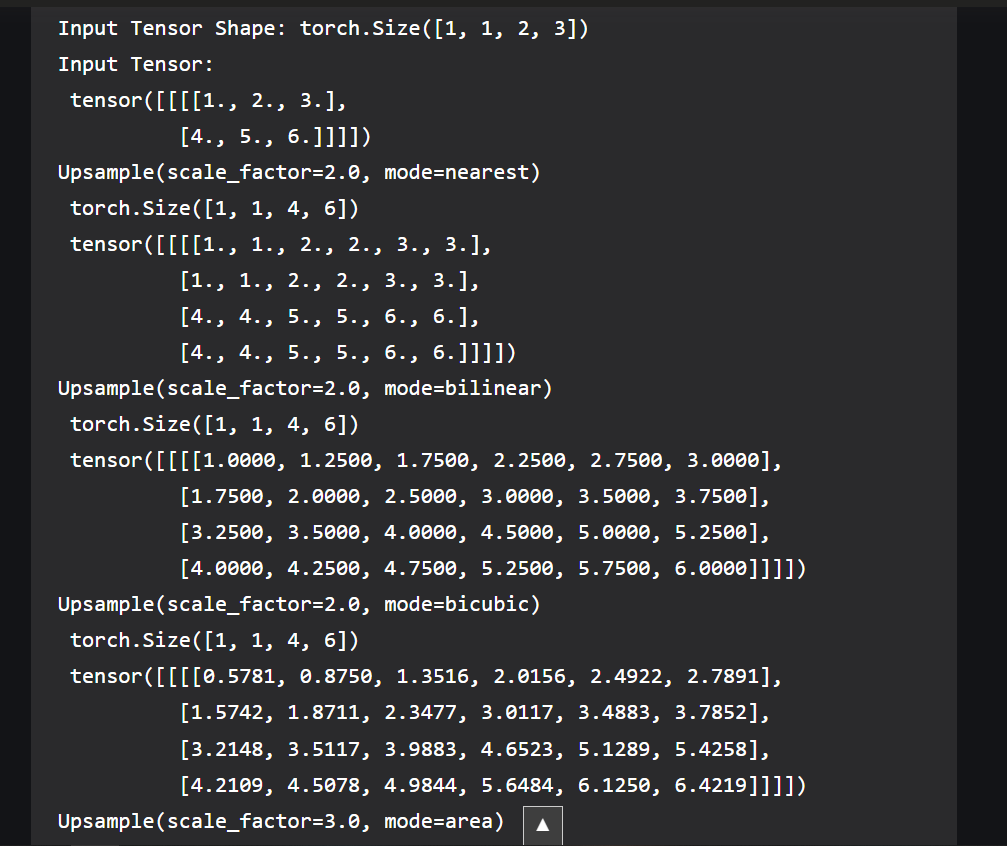 Input Tensor Shape: torch.Size([1, 1, 2, 3])
Input Tensor:
 tensor([[[[1., 2., 3.],
          [4., 5., 6.]]]])
Upsample(scale_factor=2.0, mode=nearest)
 torch.Size([1, 1, 4, 6])
 tensor([[[[1., 1., 2., 2., 3., 3.],
          [1., 1., 2., 2., 3., 3.],
          [4., 4., 5., 5., 6., 6.],
          [4., 4., 5., 5., 6., 6.]]]])
Upsample(scale_factor=2.0, mode=bilinear)
 torch.Size([1, 1, 4, 6])
 tensor([[[[1.0000, 1.2500, 1.7500, 2.2500, 2.7500, 3.0000],
          [1.7500, 2.0000, 2.5000, 3.0000, 3.5000, 3.7500],
          [3.2500, 3.5000, 4.0000, 4.5000, 5.0000, 5.2500],
          [4.0000, 4.2500, 4.7500, 5.2500, 5.7500, 6.0000]]]])
Upsample(scale_factor=2.0, mode=bicubic)
 torch.Size([1, 1, 4, 6])
 tensor([[[[0.5781, 0.8750, 1.3516, 2.0156, 2.4922, 2.7891],
          [1.5742, 1.8711, 2.3477, 3.0117, 3.4883, 3.7852],
          [3.2148, 3.5117, 3.9883, 4.6523, 5.1289, 5.4258],
          [4.2109, 4.5078, 4.9844, 5.6484, 6.1250, 6.4219]]]])
Upsample(scale_factor=3.0, mode=area)